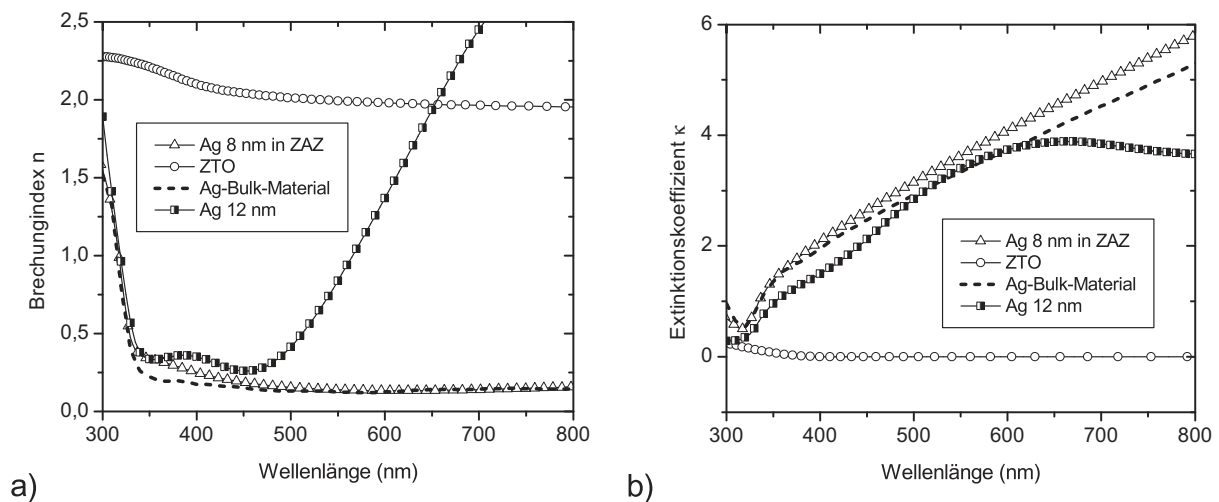 2,5
2,0
1,5
1,0
0,5
0,0
Brechungindex n
300 400 500 600 700 800
Wellenlänge (nm)
Ag 8 nm in ZAZ
ZTO
Ag-Bulk-Material
Ag 12 nm
a)
6
4
2
0
Extinktionskoeffizient κ
300 400 500 600 700 800
Wellenlänge (nm)
Ag 8 nm in ZAZ
ZTO
Ag-Bulk-Material
Ag 12 nm
b)